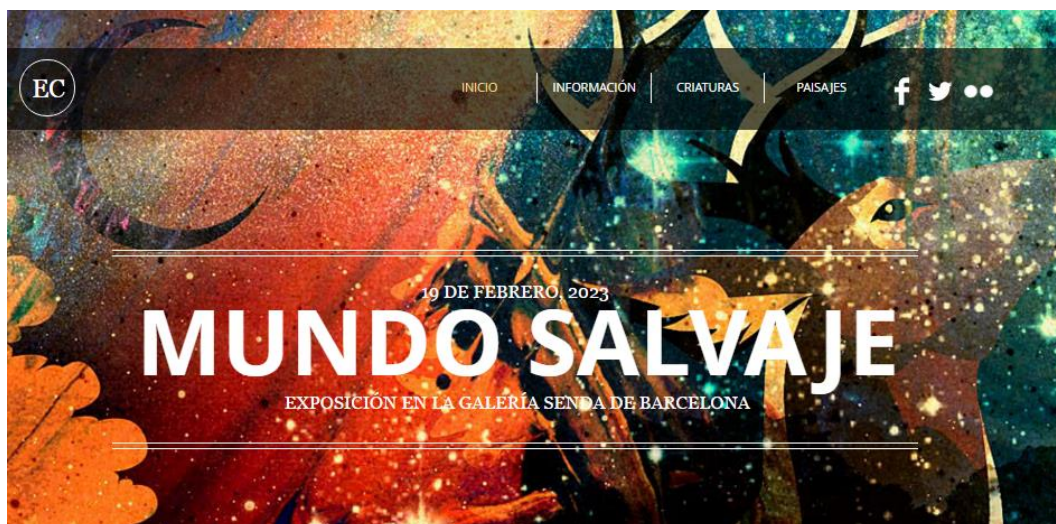 EC
INICIO INFORMACIÓN CRIATURAS PAISAJES
19 DE FEBRERO, 2023
MUNDO SALVAJE
EXPOSICIÓN EN LA GALERÍA SENDA DE BARCELONA